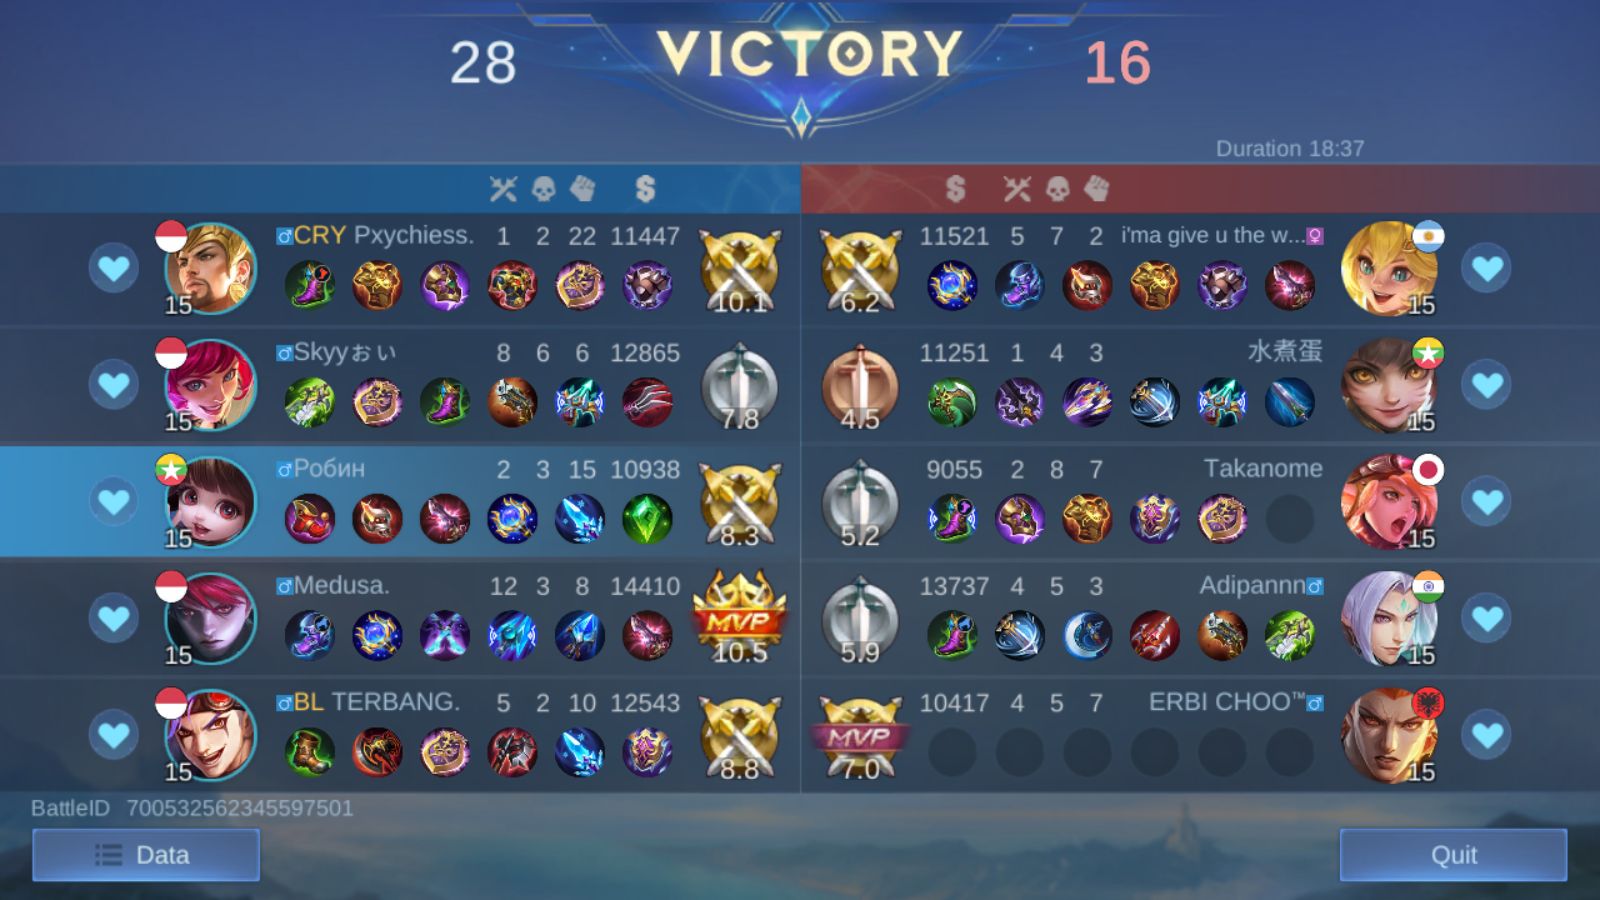 28 VICTORY 16
Duration 18:37
CRY Pxychiess. 1 2 22 11447 10.1
15
6.2 11521 5 7 2 i'ma give u the w...
15
Skyyぉぃ 8 6 6 12865 7.8
15
4.5 11251 1 4 3 水煮蛋
15
Робин 2 3 15 10938 8.3
15
5.2 9055 2 8 7 Takanome
15
Medusa. 12 3 8 14410 MVP 10.5
15
5.9 13737 4 5 3 Adipannn
15
BL TERBANG. 5 2 10 12543 8.8
15
MVP 7.0 10417 4 5 7 ERBI CHOO™
15
BattleID 700532562345597501
Data
Quit